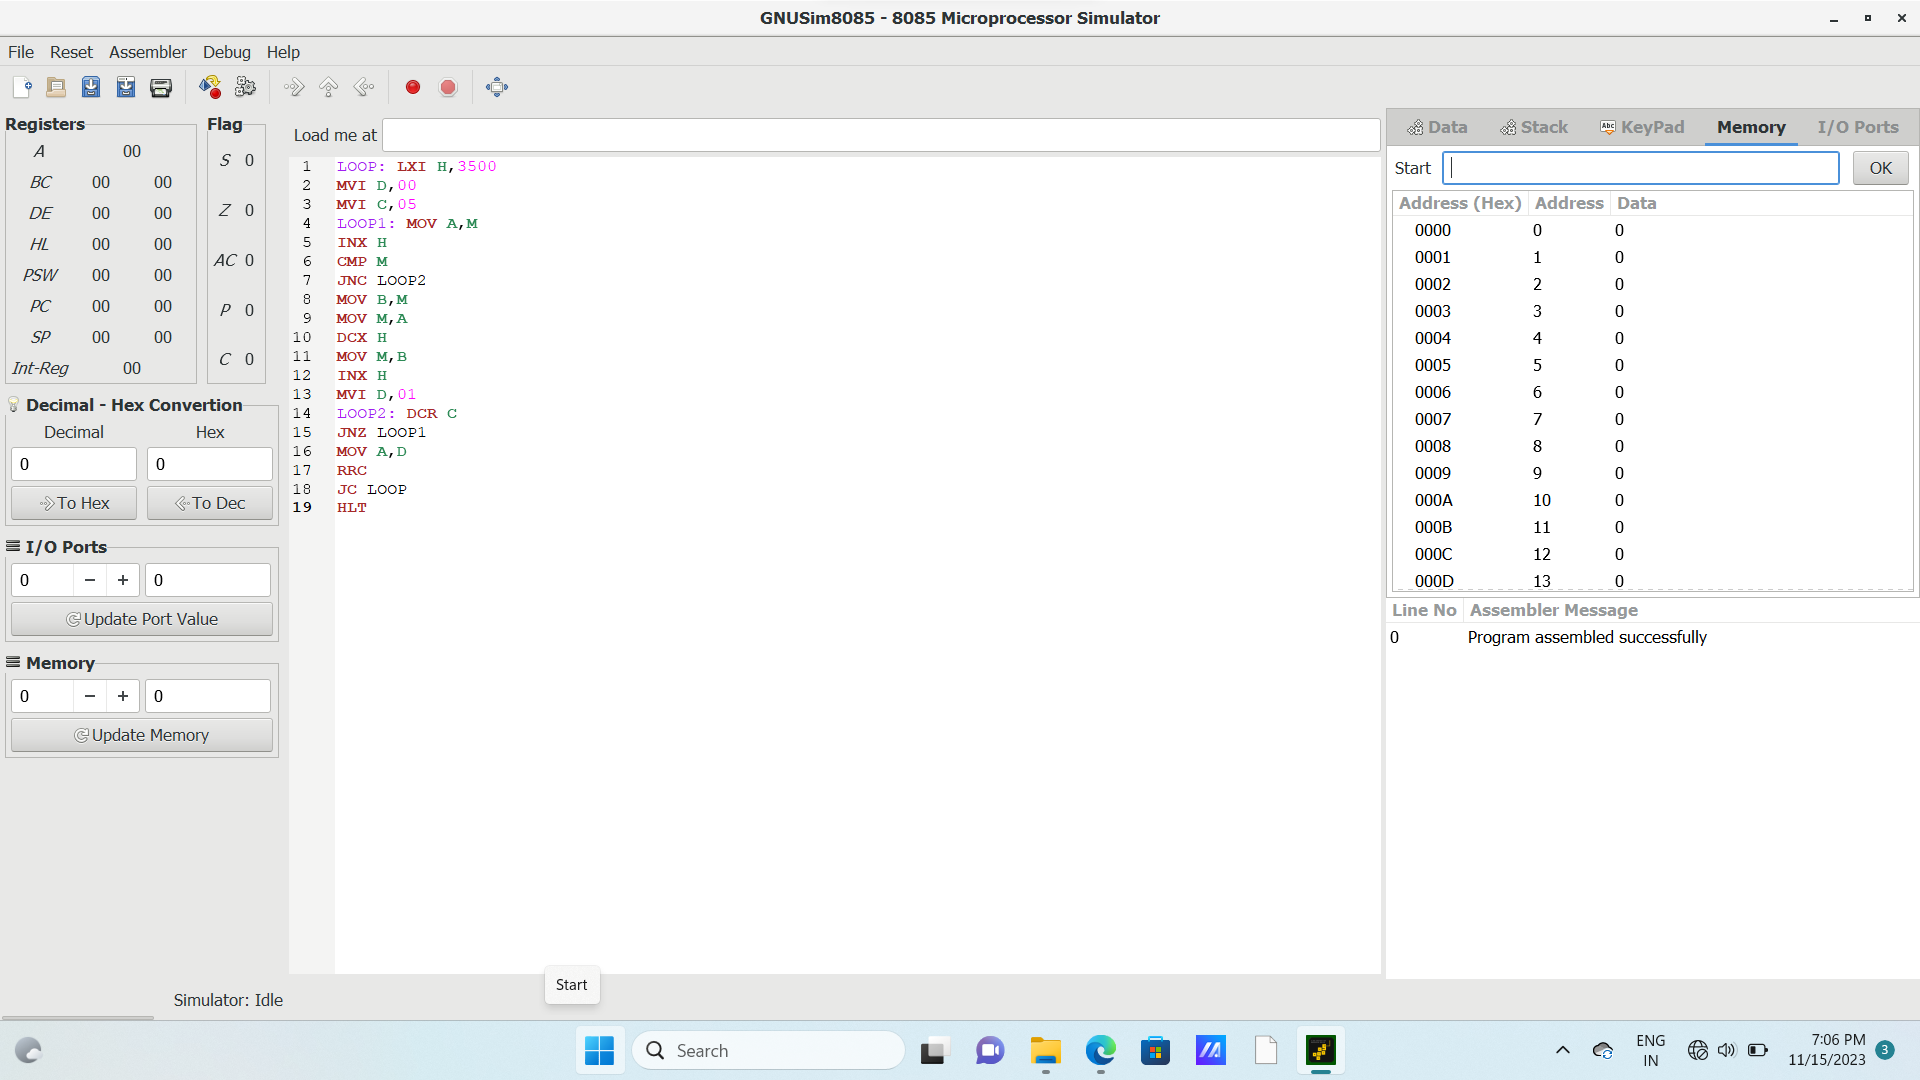 GNUSim8085 - 8085 Microprocessor Simulator
File Reset Assembler Debug Help
Registers
A 00
BC 00 00
DE 00 00
HL 00 00
PSW 00 00
PC 00 00
SP 00 00
Int-Reg 00
Flag
S 0
Z 0
AC 0
P 0
C 0
Decimal - Hex Convertion
Decimal Hex
0 0
To Hex To Dec
I/O Ports
0 − + 0
Update Port Value
Memory
0 − + 0
Update Memory
Load me at
1 LOOP: LXI H,3500
2 MVI D,00
3 MVI C,05
4 LOOP1: MOV A,M
5 INX H
6 CMP M
7 JNC LOOP2
8 MOV B,M
9 MOV M,A
10 DCX H
11 MOV M,B
12 INX H
13 MVI D,01
14 LOOP2: DCR C
15 JNZ LOOP1
16 MOV A,D
17 RRC
18 JC LOOP
19 HLT
Data Stack Abc KeyPad Memory I/O Ports
Start OK
Address (Hex) Address Data
0000 0 0
0001 1 0
0002 2 0
0003 3 0
0004 4 0
0005 5 0
0006 6 0
0007 7 0
0008 8 0
0009 9 0
000A 10 0
000B 11 0
000C 12 0
000D 13 0
Line No Assembler Message
0 Program assembled successfully
Start
Simulator: Idle
Search
ENG
IN
7:06 PM
11/15/2023
3